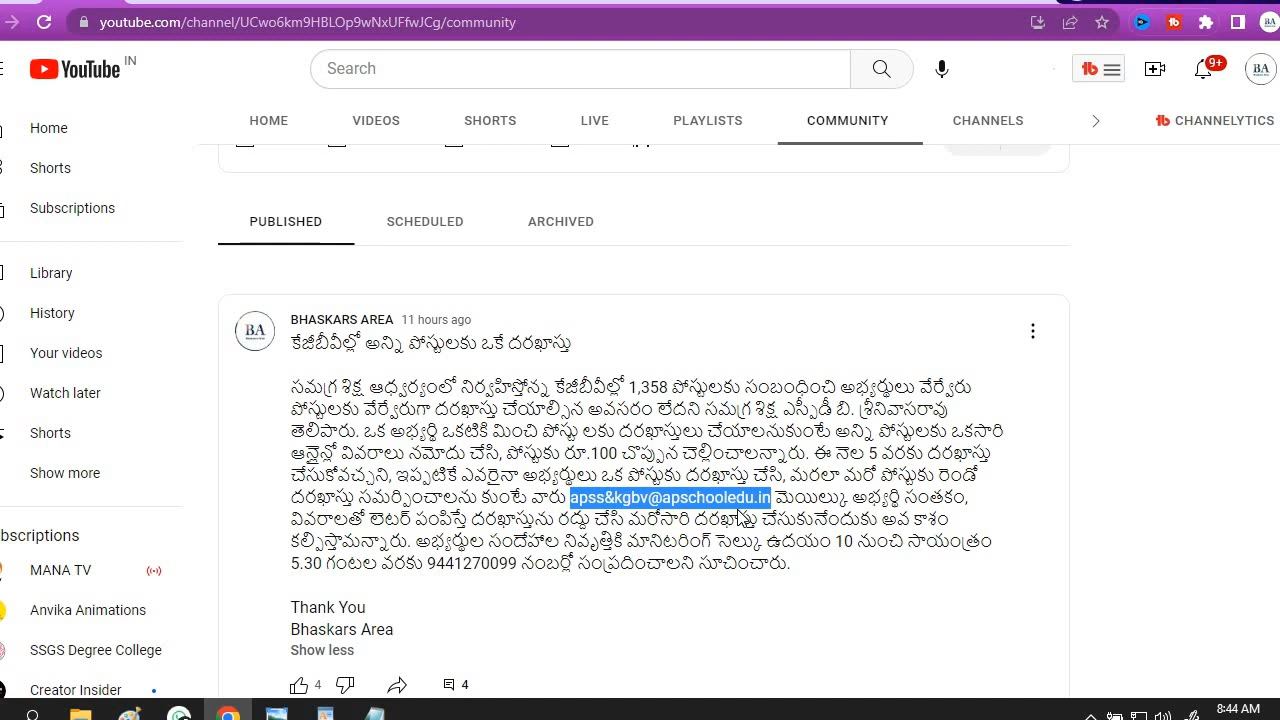 youtube.com/channel/UCwo6km9HBLOp9wNxUFfwJCg/community
BA
YouTube IN
Search
9+
BA
HOME VIDEOS SHORTS LIVE PLAYLISTS COMMUNITY CHANNELS CHANNELYTICS
Home
Shorts
Subscriptions
Library
History
Your videos
Watch later
Shorts
Show more
bscriptions
MANA TV
Anvika Animations
SSGS Degree College
Creator Insider
PUBLISHED SCHEDULED ARCHIVED
BA
BHASKARS AREA 11 hours ago
కేజీబీవీల్లో అన్ని పోస్టులకు ఒకే దరఖాస్తు
సమగ్ర శిక్ష ఆధ్వర్యంలో నిర్వహిస్తోన్న కేజీబీవీల్లో 1,358 పోస్టులకు సంబంధించి అభ్యర్థులు వేర్వేరు
పోస్టులకు వేర్వేరుగా దరఖాస్తు చేయాల్సిన అవసరం లేదని సమగ్ర శిక్ష ఎస్పీడీ బి. శ్రీనివాసరావు
తెలిపారు. ఒక అభ్యర్థి ఒకటికి మించి పోస్టు లకు దరఖాస్తులు చేయాలనుకుంటే అన్ని పోస్టులకు ఒకసారి
ఆన్లైన్లో వివరాలు నమోదు చేసి, పోస్టుకు రూ.100 చొప్పున చెల్లించాలన్నారు. ఈ నెల 5 వరకు దరఖాస్తు
చేసుకోవచ్చని, ఇప్పటికే ఎవరైనా అభ్యర్థులు ఒక పోస్టుకు దరఖాస్తు చేసి, మరలా మరో పోస్టుకు రెండో
దరఖాస్తు సమర్పించాలను కుంటే వారు apss&kgbv@apschooledu.in మెయిల్కు అభ్యర్థి సంతకం,
వివరాలతో లెటర్ పంపిస్తే దరఖాస్తును రద్దు చేసి మరోసారి దరఖాస్తు చేసుకునేందుకు అవ కాశం
కల్పిస్తామన్నారు. అభ్యర్థుల సందేహాల నివృత్తికి మానిటరింగ్ సెల్కు ఉదయం 10 నుంచి సాయంత్రం
5.30 గంటల వరకు 9441270099 నంబర్లో సంప్రదించాలని సూచించారు.
Thank You
Bhaskars Area
Show less
4 4
8:44 AM